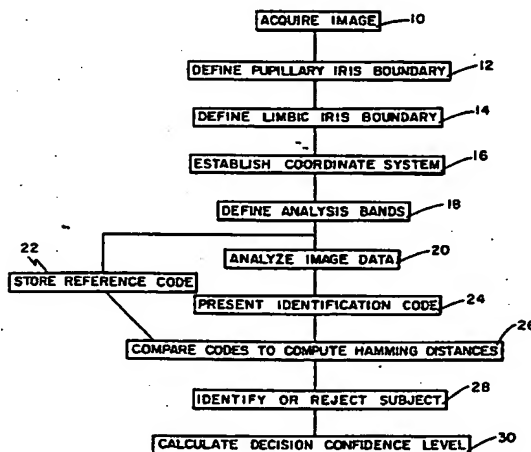 ACQUIRE IMAGE 10
DEFINE PUPILLARY IRIS BOUNDARY 12
DEFINE LIMBIC IRIS BOUNDARY 14
ESTABLISH COORDINATE SYSTEM 16
DEFINE ANALYSIS BANDS 18
22
ANALYZE IMAGE DATA 20
STORE REFERENCE CODE
PRESENT IDENTIFICATION CODE 24
COMPARE CODES TO COMPUTE HAMMING DISTANCES 26
IDENTIFY OR REJECT SUBJECT 28
CALCULATE DECISION CONFIDENCE LEVEL 30